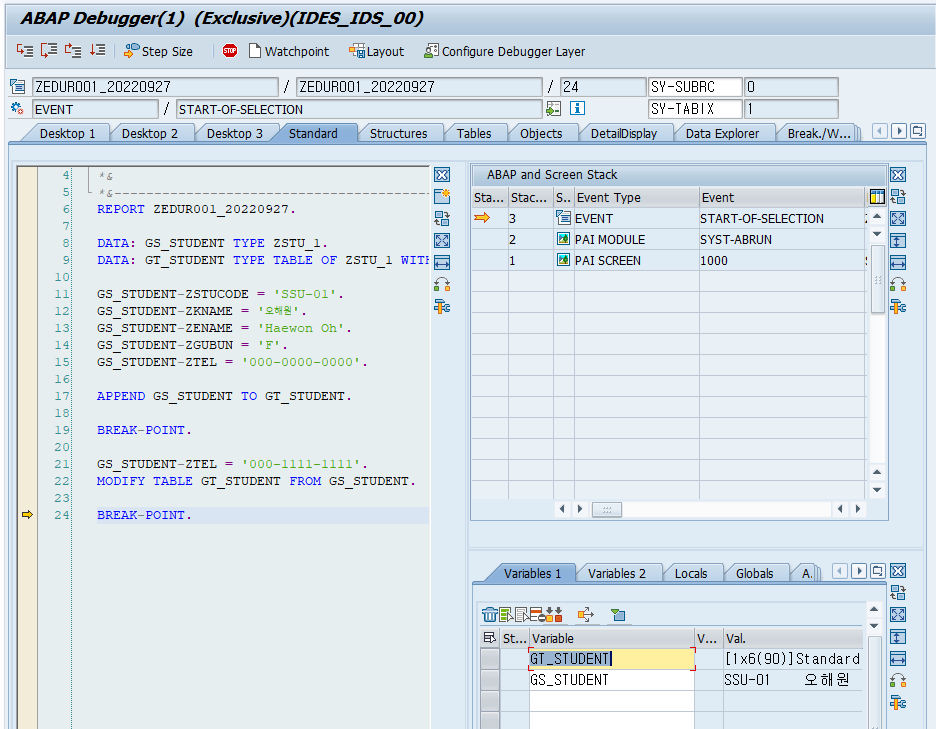 ABAP Debugger(1) (Exclusive)(IDES_IDS_00)
Step Size STOP Watchpoint Layout Configure Debugger Layer
ZEDUR001_20220927 / ZEDUR001_20220927 / 24 SY-SUBRC 0
EVENT / START-OF-SELECTION SY-TABIX 1
Desktop 1 Desktop 2 Desktop 3 Standard Structures Tables Objects DetailDisplay Data Explorer Break./W...
4 *&
5 *&----------------------------------------
6 REPORT ZEDUR001_20220927.
7
8 DATA: GS_STUDENT TYPE ZSTU_1.
9 DATA: GT_STUDENT TYPE TABLE OF ZSTU_1 WITH
10
11 GS_STUDENT-ZSTUCODE = 'SSU-01'.
12 GS_STUDENT-ZKNAME = '오해원'.
13 GS_STUDENT-ZENAME = 'Haewon Oh'.
14 GS_STUDENT-ZGUBUN = 'F'.
15 GS_STUDENT-ZTEL = '000-0000-0000'.
16
17 APPEND GS_STUDENT TO GT_STUDENT.
18
19 BREAK-POINT.
20
21 GS_STUDENT-ZTEL = '000-1111-1111'.
22 MODIFY TABLE GT_STUDENT FROM GS_STUDENT.
23
24 BREAK-POINT.
ABAP and Screen Stack
Sta... Stac... S.. Event Type Event
3 EVENT START-OF-SELECTION
2 PAI MODULE SYST-ABRUN
1 PAI SCREEN 1000
Variables 1 Variables 2 Locals Globals A.
St... Variable V... Val.
GT_STUDENT [1x6(90)]Standard
GS_STUDENT SSU-01 오해원